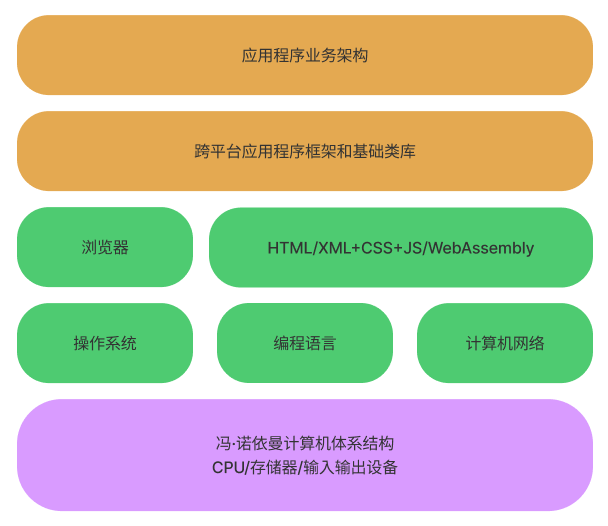 应用程序业务架构
跨平台应用程序框架和基础类库
浏览器
HTML/XML+CSS+JS/WebAssembly
操作系统
编程语言
计算机网络
冯·诺依曼计算机体系结构
CPU/存储器/输入输出设备